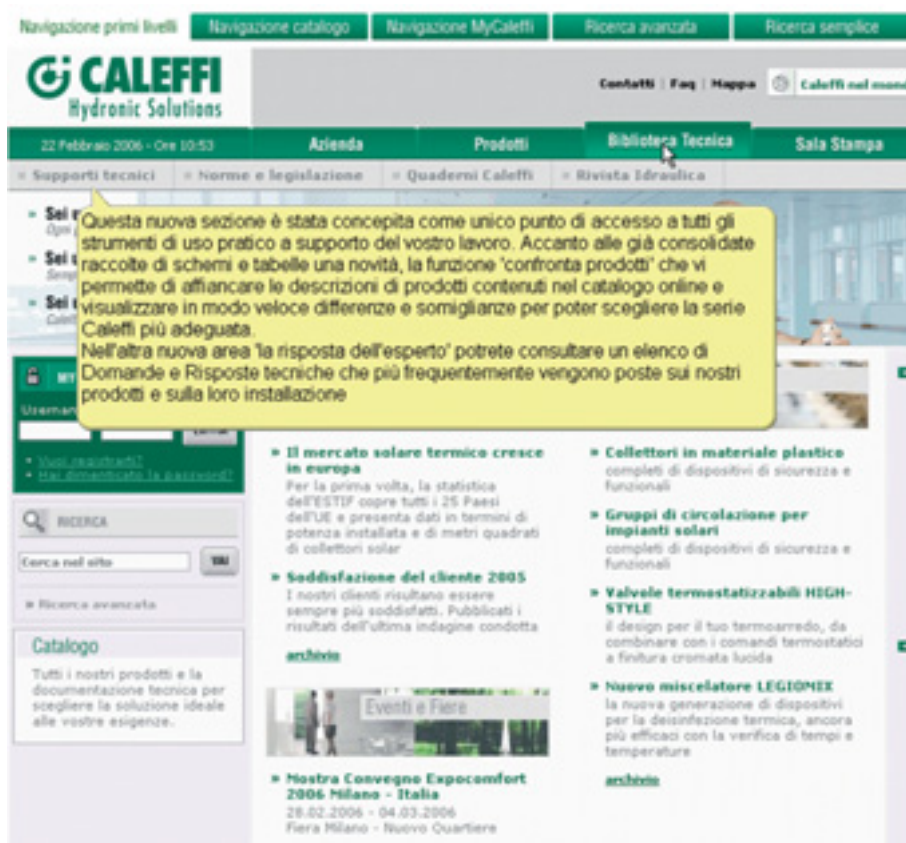 Navigazione primi livelli
Navigazione catalogo
Navigazione MyCaleffi
Ricerca avanzata
Ricerca semplice
CALEFFI
Hydronic Solutions
Contatti | Faq | Mappa
Caleffi nel mond
22 Febbraio 2006 - Ore 10:53
Azienda
Prodotti
Biblioteca Tecnica
Sala Stampa
» Supporti tecnici
» Norme e legislazione
» Quaderni Caleffi
» Rivista Idraulica
» Sei
» Sei
» Sei
Questa nuova sezione è stata concepita come unico punto di accesso a tutti gli
strumenti di uso pratico a supporto del vostro lavoro. Accanto alle già consolidate
raccolte di schemi e tabelle una novità, la funzione 'confronta prodotti' che vi
permette di affiancare le descrizioni di prodotti contenuti nel catalogo online e
visualizzare in modo veloce differenze e somiglianze per poter scegliere la serie
Caleffi più adeguata.
Nell'altra nuova area 'la risposta dell'esperto' potrete consultare un elenco di
Domande e Risposte tecniche che più frequentemente vengono poste sui nostri
prodotti e sulla loro installazione
MY
Usernam
• Vuoi registrarti?
• Hai dimenticato la password?
RICERCA
Cerca nel sito
VAI
» Ricerca avanzata
Catalogo
Tutti i nostri prodotti e la
documentazione tecnica per
scegliere la soluzione ideale
alle vostre esigenze.
» Il mercato solare termico cresce
in europa
Per la prima volta, la statistica
dell'ESTIF copre tutti i 25 Paesi
dell'UE e presenta dati in termini di
potenza installata e di metri quadrati
di collettori solar
» Soddisfazione del cliente 2005
I nostri clienti risultano essere
sempre più soddisfatti. Pubblicati i
risultati dell'ultima indagine condotta
archivio
Eventi e Fiere
» Mostra Convegno Expocomfort
2006 Milano - Italia
28.02.2006 - 04.03.2006
Fiera Milano - Nuovo Quartiere
» Collettori in materiale plastico
completi di dispositivi di sicurezza e
funzionali
» Gruppi di circolazione per
impianti solari
completi di dispositivi di sicurezza e
funzionali
» Valvole termostatizzabili HIGH-
STYLE
il design per il tuo termoarredo, da
combinare con i comandi termostatici
a finitura cromata lucida
» Nuovo miscelatore LEGIOMIX
la nuova generazione di dispositivi
per la deisinfezione termica, ancora
più efficaci con la verifica di tempi e
temperature
archivio